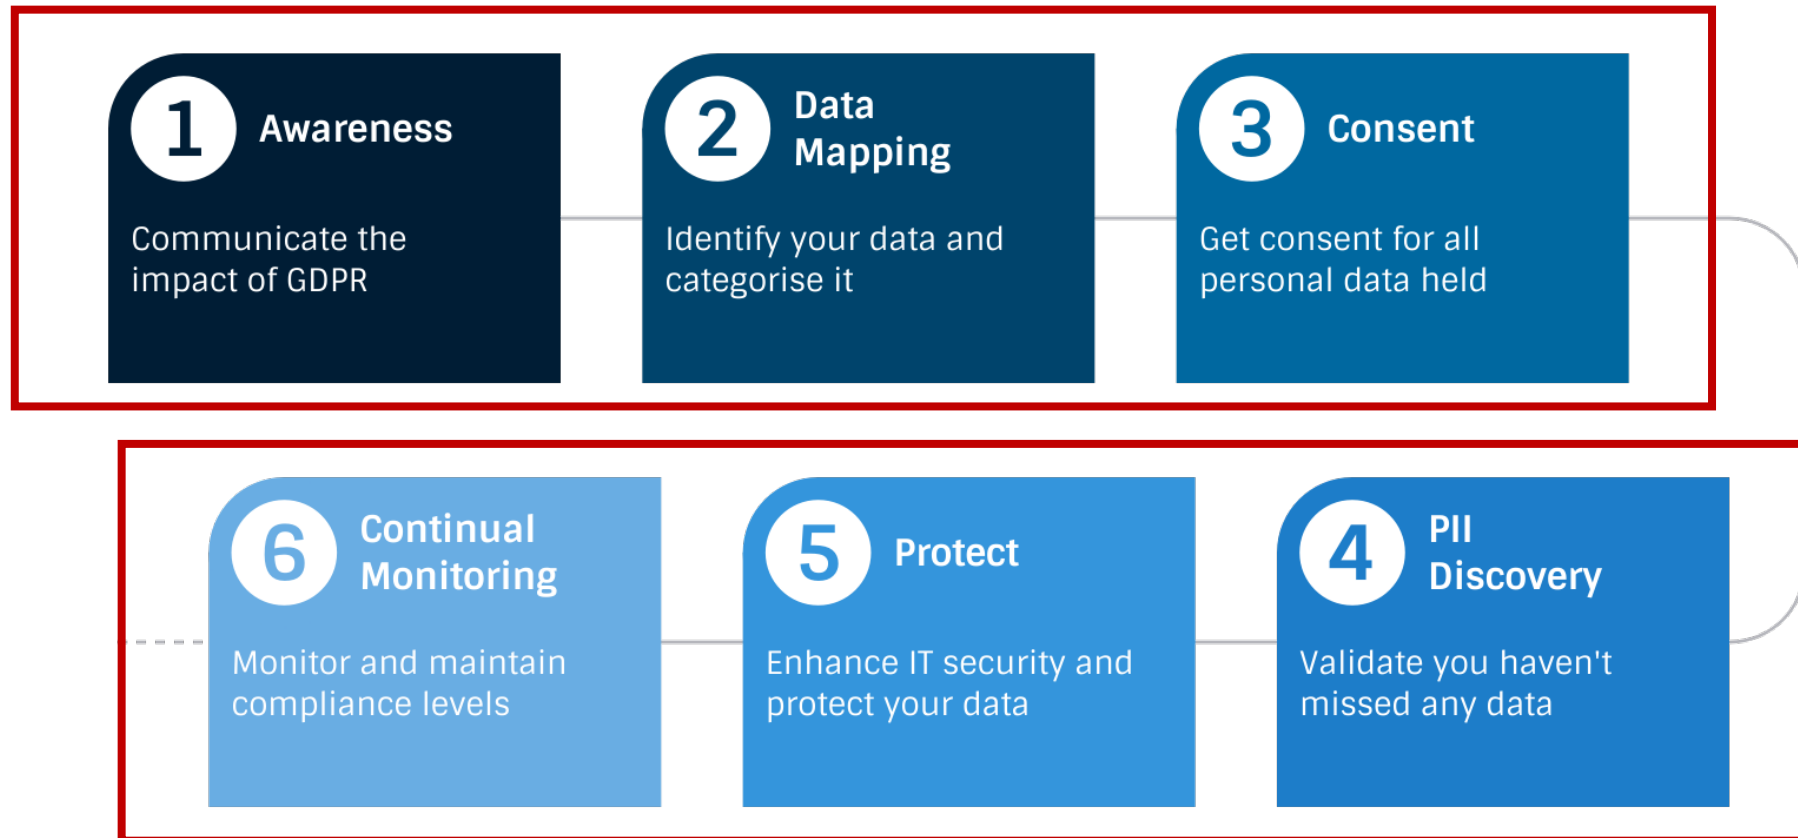 1
Awareness
Communicate the
impact of GDPR
2
Data
Mapping
Identify your data and
categorise it
3
Consent
Get consent for all
personal data held
6
Continual
Monitoring
Monitor and maintain
compliance levels
5
Protect
Enhance IT security and
protect your data
4
PII
Discovery
Validate you haven't
missed any data